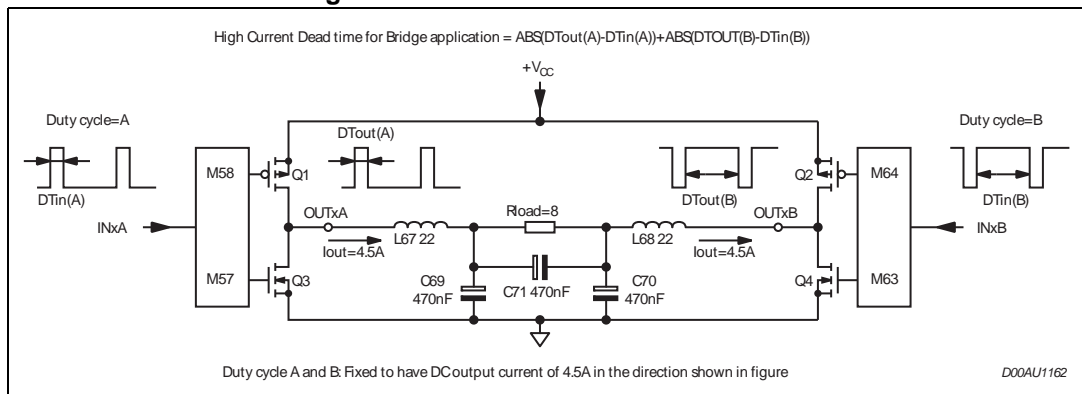 High Current Dead time for Bridge application = ABS(DTout(A)-DTin(A))+ABS(DTOUT(B)-DTin(B))
+VCC
Duty cycle=A
DTout(A)
Duty cycle=B
M58
Q1
Q2
M64
DTin(A)
DTout(B)
DTin(B)
INxA
OUTxA
Rload=8
OUTxB
INxB
L67 22
L68 22
Iout=4.5A
Iout=4.5A
M57
Q3
C69
470nF
C71 470nF
C70
470nF
Q4
M63
Duty cycle A and B: Fixed to have DC output current of 4.5A in the direction shown in figure
D00AU1162